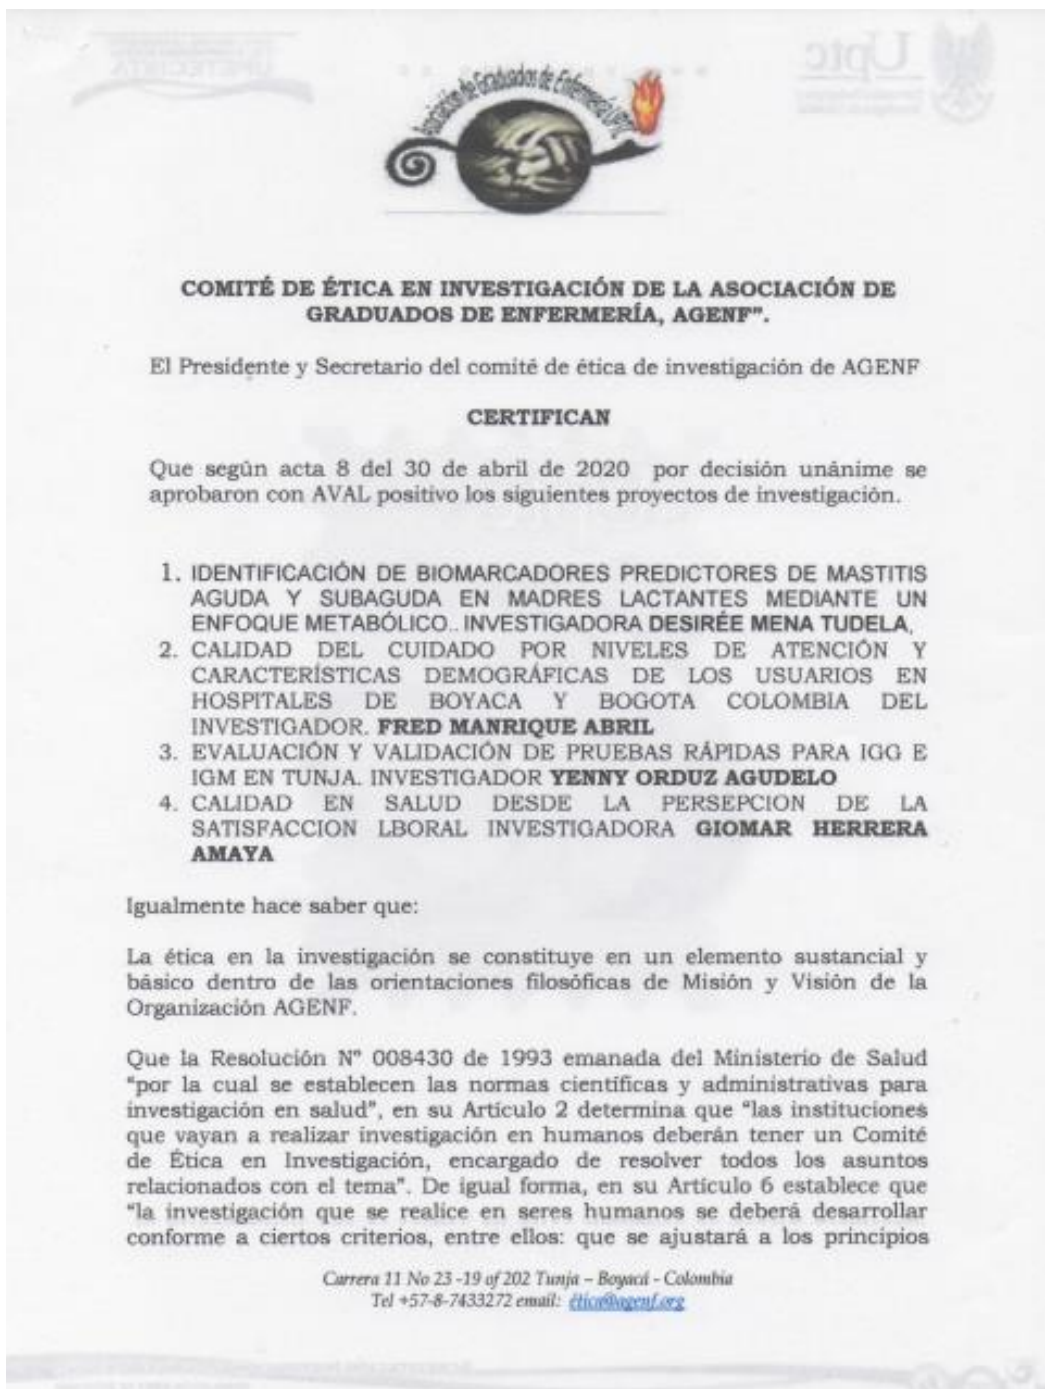 Asociación de Graduados de Enfermería UPTC
Uptc
UPETECISTA
COMITÉ DE ÉTICA EN INVESTIGACIÓN DE LA ASOCIACIÓN DE
GRADUADOS DE ENFERMERÍA, AGENF".
El Presidente y Secretario del comité de ética de investigación de AGENF
CERTIFICAN
Que según acta 8 del 30 de abril de 2020 por decisión unánime se
aprobaron con AVAL positivo los siguientes proyectos de investigación.
1. IDENTIFICACIÓN DE BIOMARCADORES PREDICTORES DE MASTITIS
AGUDA Y SUBAGUDA EN MADRES LACTANTES MEDIANTE UN
ENFOQUE METABÓLICO.. INVESTIGADORA DESIRÉE MENA TUDELA,
2. CALIDAD DEL CUIDADO POR NIVELES DE ATENCIÓN Y
CARACTERÍSTICAS DEMOGRÁFICAS DE LOS USUARIOS EN
HOSPITALES DE BOYACA Y BOGOTA COLOMBIA DEL
INVESTIGADOR. FRED MANRIQUE ABRIL
3. EVALUACIÓN Y VALIDACIÓN DE PRUEBAS RÁPIDAS PARA IGG E
IGM EN TUNJA. INVESTIGADOR YENNY ORDUZ AGUDELO
4. CALIDAD EN SALUD DESDE LA PERSEPCION DE LA
SATISFACCION LBORAL INVESTIGADORA GIOMAR HERRERA
AMAYA
Igualmente hace saber que:
La ética en la investigación se constituye en un elemento sustancial y
básico dentro de las orientaciones filosóficas de Misión y Visión de la
Organización AGENF.
Que la Resolución N° 008430 de 1993 emanada del Ministerio de Salud
"por la cual se establecen las normas científicas y administrativas para
investigación en salud", en su Articulo 2 determina que "las instituciones
que vayan a realizar investigación en humanos deberán tener un Comité
de Ética en Investigación, encargado de resolver todos los asuntos
relacionados con el tema". De igual forma, en su Artículo 6 establece que
"la investigación que se realice en seres humanos se deberá desarrollar
conforme a ciertos criterios, entre ellos: que se ajustará a los principios
Carrera 11 No 23 -19 of 202 Tunja – Boyacá - Colombia
Tel +57-8-7433272 email: ética@agenf.org